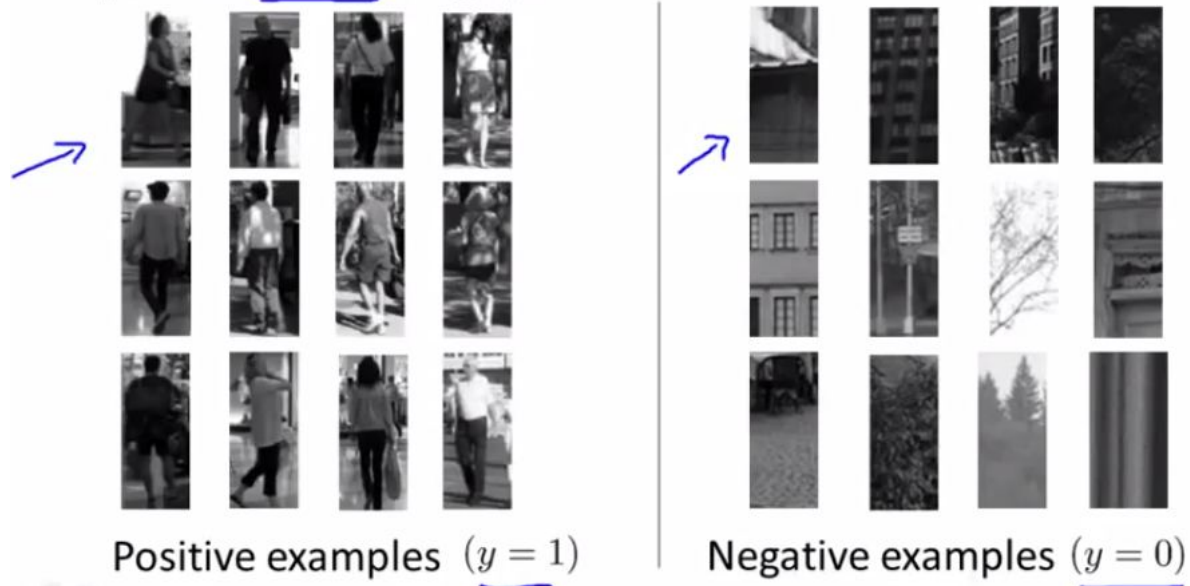 Positive examples (y = 1)
Negative examples (y = 0)